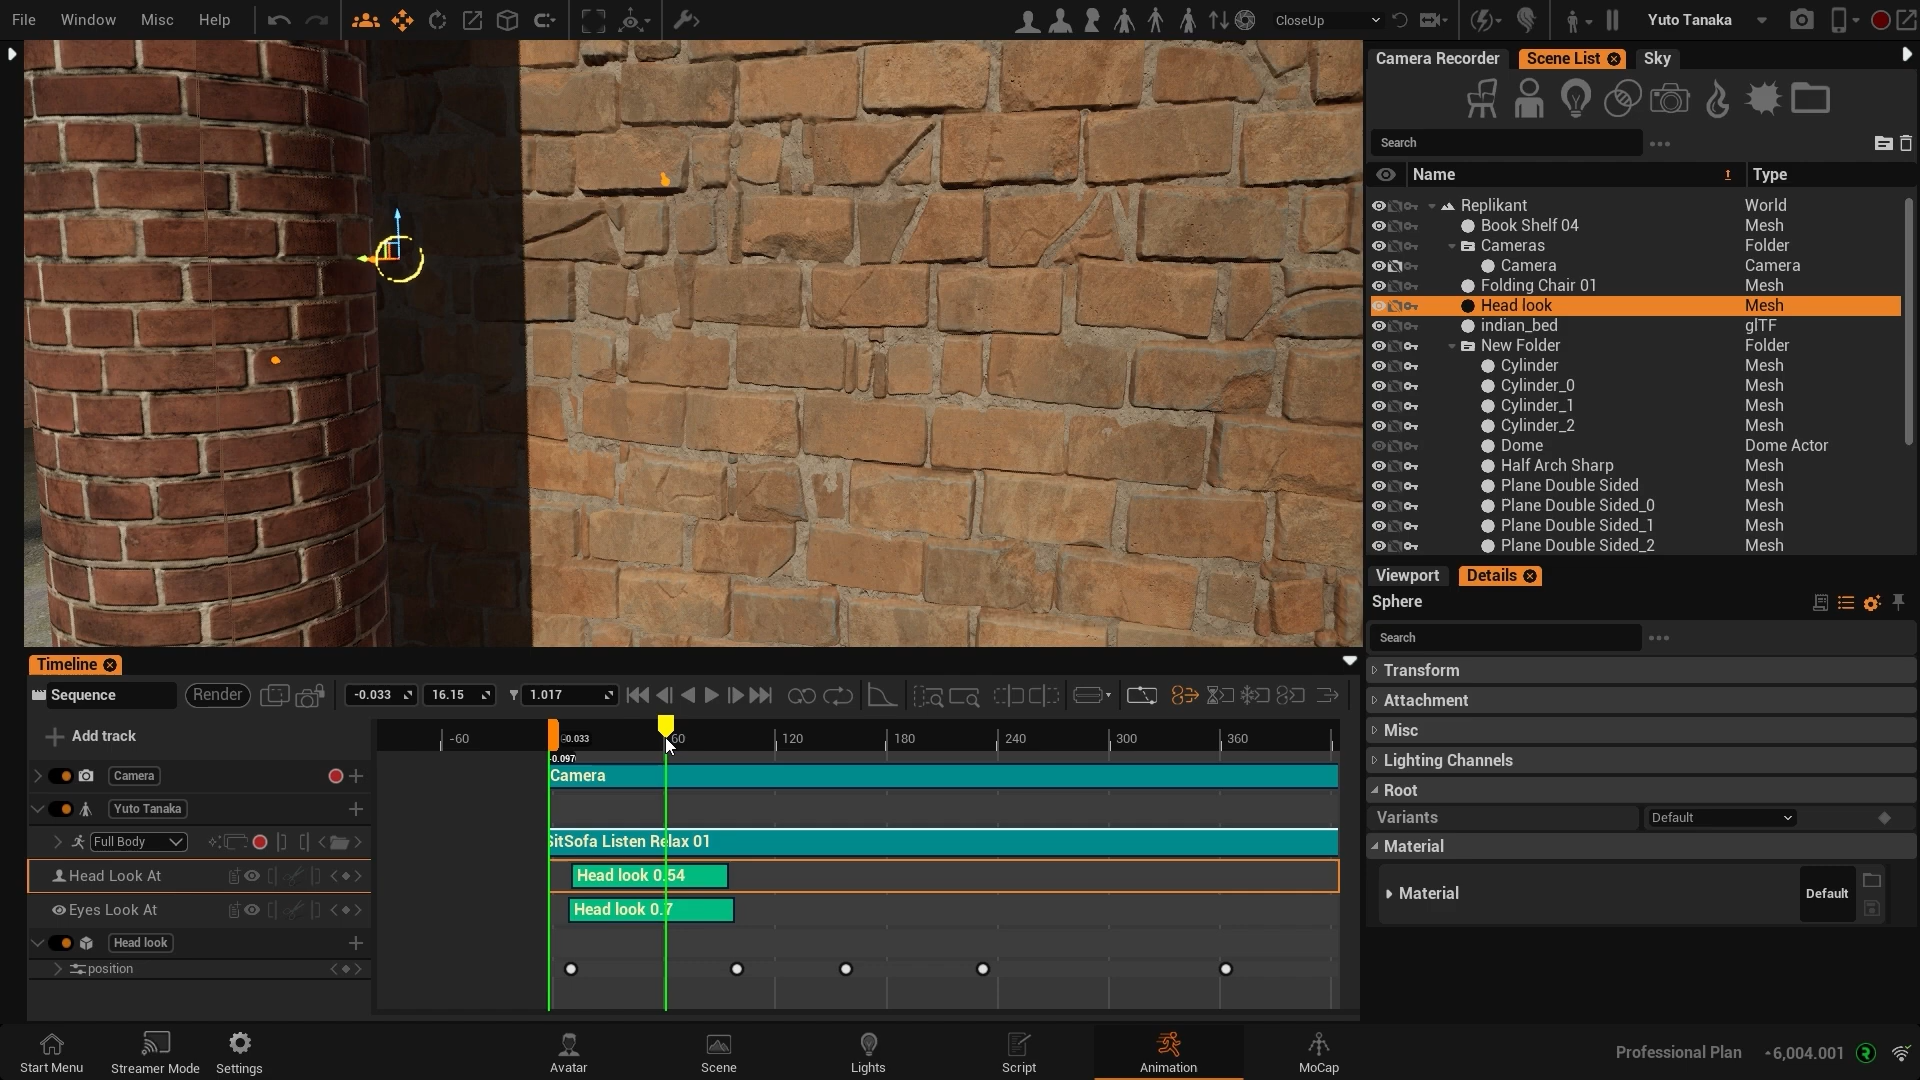 File Window Misc Help
CloseUp
Yuto Tanaka
Camera Recorder Scene List Sky
Search
Name Type
Replikant World
Book Shelf 04 Mesh
Cameras Folder
Camera Camera
Folding Chair 01 Mesh
Head look Mesh
indian_bed glTF
New Folder Folder
Cylinder Mesh
Cylinder_0 Mesh
Cylinder_1 Mesh
Cylinder_2 Mesh
Dome Dome Actor
Half Arch Sharp Mesh
Plane Double Sided Mesh
Plane Double Sided_0 Mesh
Plane Double Sided_1 Mesh
Plane Double Sided_2 Mesh
Viewport Details
Sphere
Search
Transform
Attachment
Misc
Lighting Channels
Root
Variants Default
Material
Material Default
Timeline
Sequence Render -0.033 16.15 1.017
Add track
-60 -0.033 60 120 180 240 300 360
-0.097
Camera Camera
Yuto Tanaka
Full Body SitSofa Listen Relax 01
Head Look At Head look 0.54
Eyes Look At Head look 0.7
Head look
position
Start Menu Streamer Mode Settings Avatar Scene Lights Script Animation MoCap
Professional Plan 6,004.001